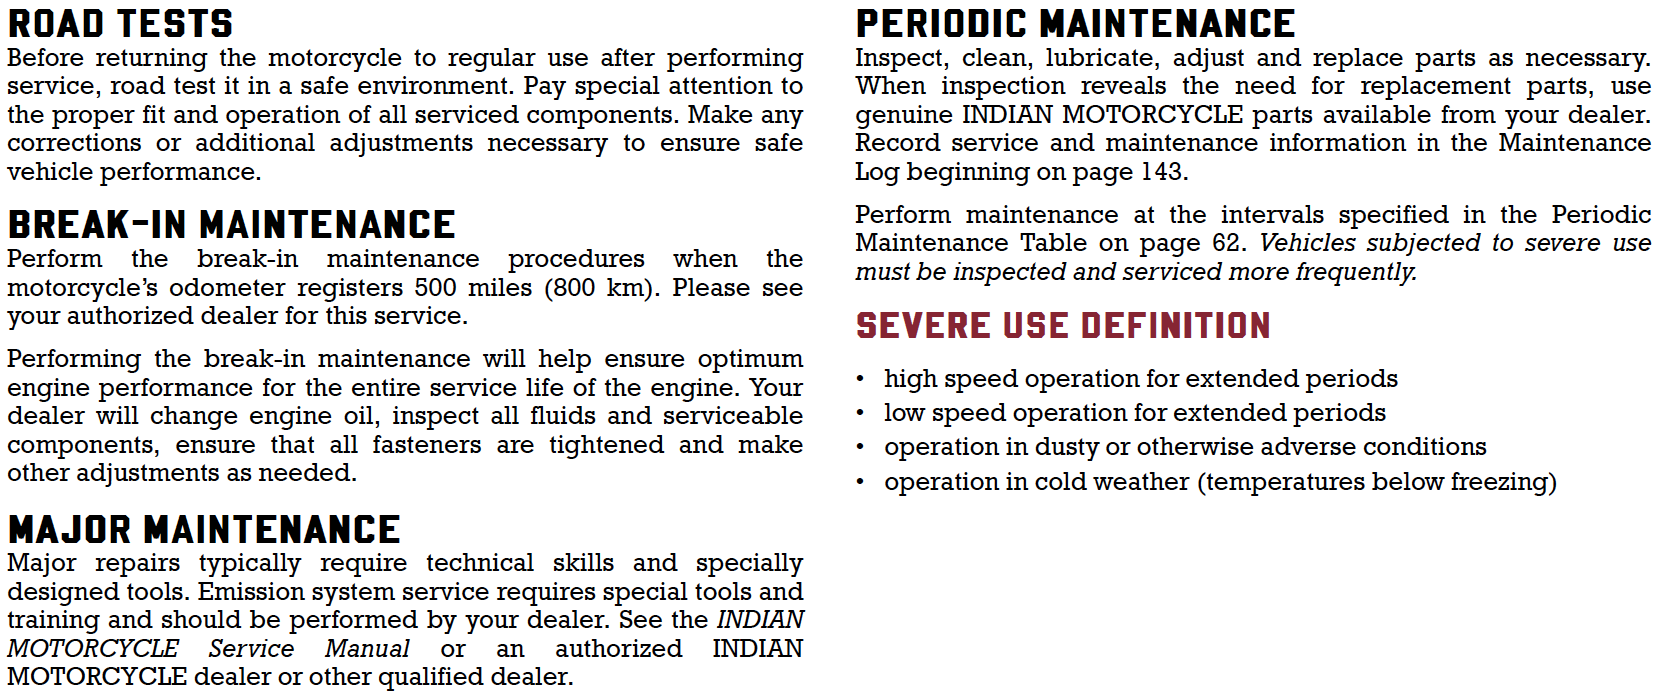 ROAD TESTS
Before returning the motorcycle to regular use after performing
service, road test it in a safe environment. Pay special attention to
the proper fit and operation of all serviced components. Make any
corrections or additional adjustments necessary to ensure safe
vehicle performance.
BREAK-IN MAINTENANCE
Perform the break-in maintenance procedures when the
motorcycle's odometer registers 500 miles (800 km). Please see
your authorized dealer for this service.
Performing the break-in maintenance will help ensure optimum
engine performance for the entire service life of the engine. Your
dealer will change engine oil, inspect all fluids and serviceable
components, ensure that all fasteners are tightened and make
other adjustments as needed.
MAJOR MAINTENANCE
Major repairs typically require technical skills and specially
designed tools. Emission system service requires special tools and
training and should be performed by your dealer. See the INDIAN
MOTORCYCLE Service Manual or an authorized INDIAN
MOTORCYCLE dealer or other qualified dealer.
PERIODIC MAINTENANCE
Inspect, clean, lubricate, adjust and replace parts as necessary.
When inspection reveals the need for replacement parts, use
genuine INDIAN MOTORCYCLE parts available from your dealer.
Record service and maintenance information in the Maintenance
Log beginning on page 143.
Perform maintenance at the intervals specified in the Periodic
Maintenance Table on page 62. Vehicles subjected to severe use
must be inspected and serviced more frequently.
SEVERE USE DEFINITION
• high speed operation for extended periods
• low speed operation for extended periods
• operation in dusty or otherwise adverse conditions
• operation in cold weather (temperatures below freezing)